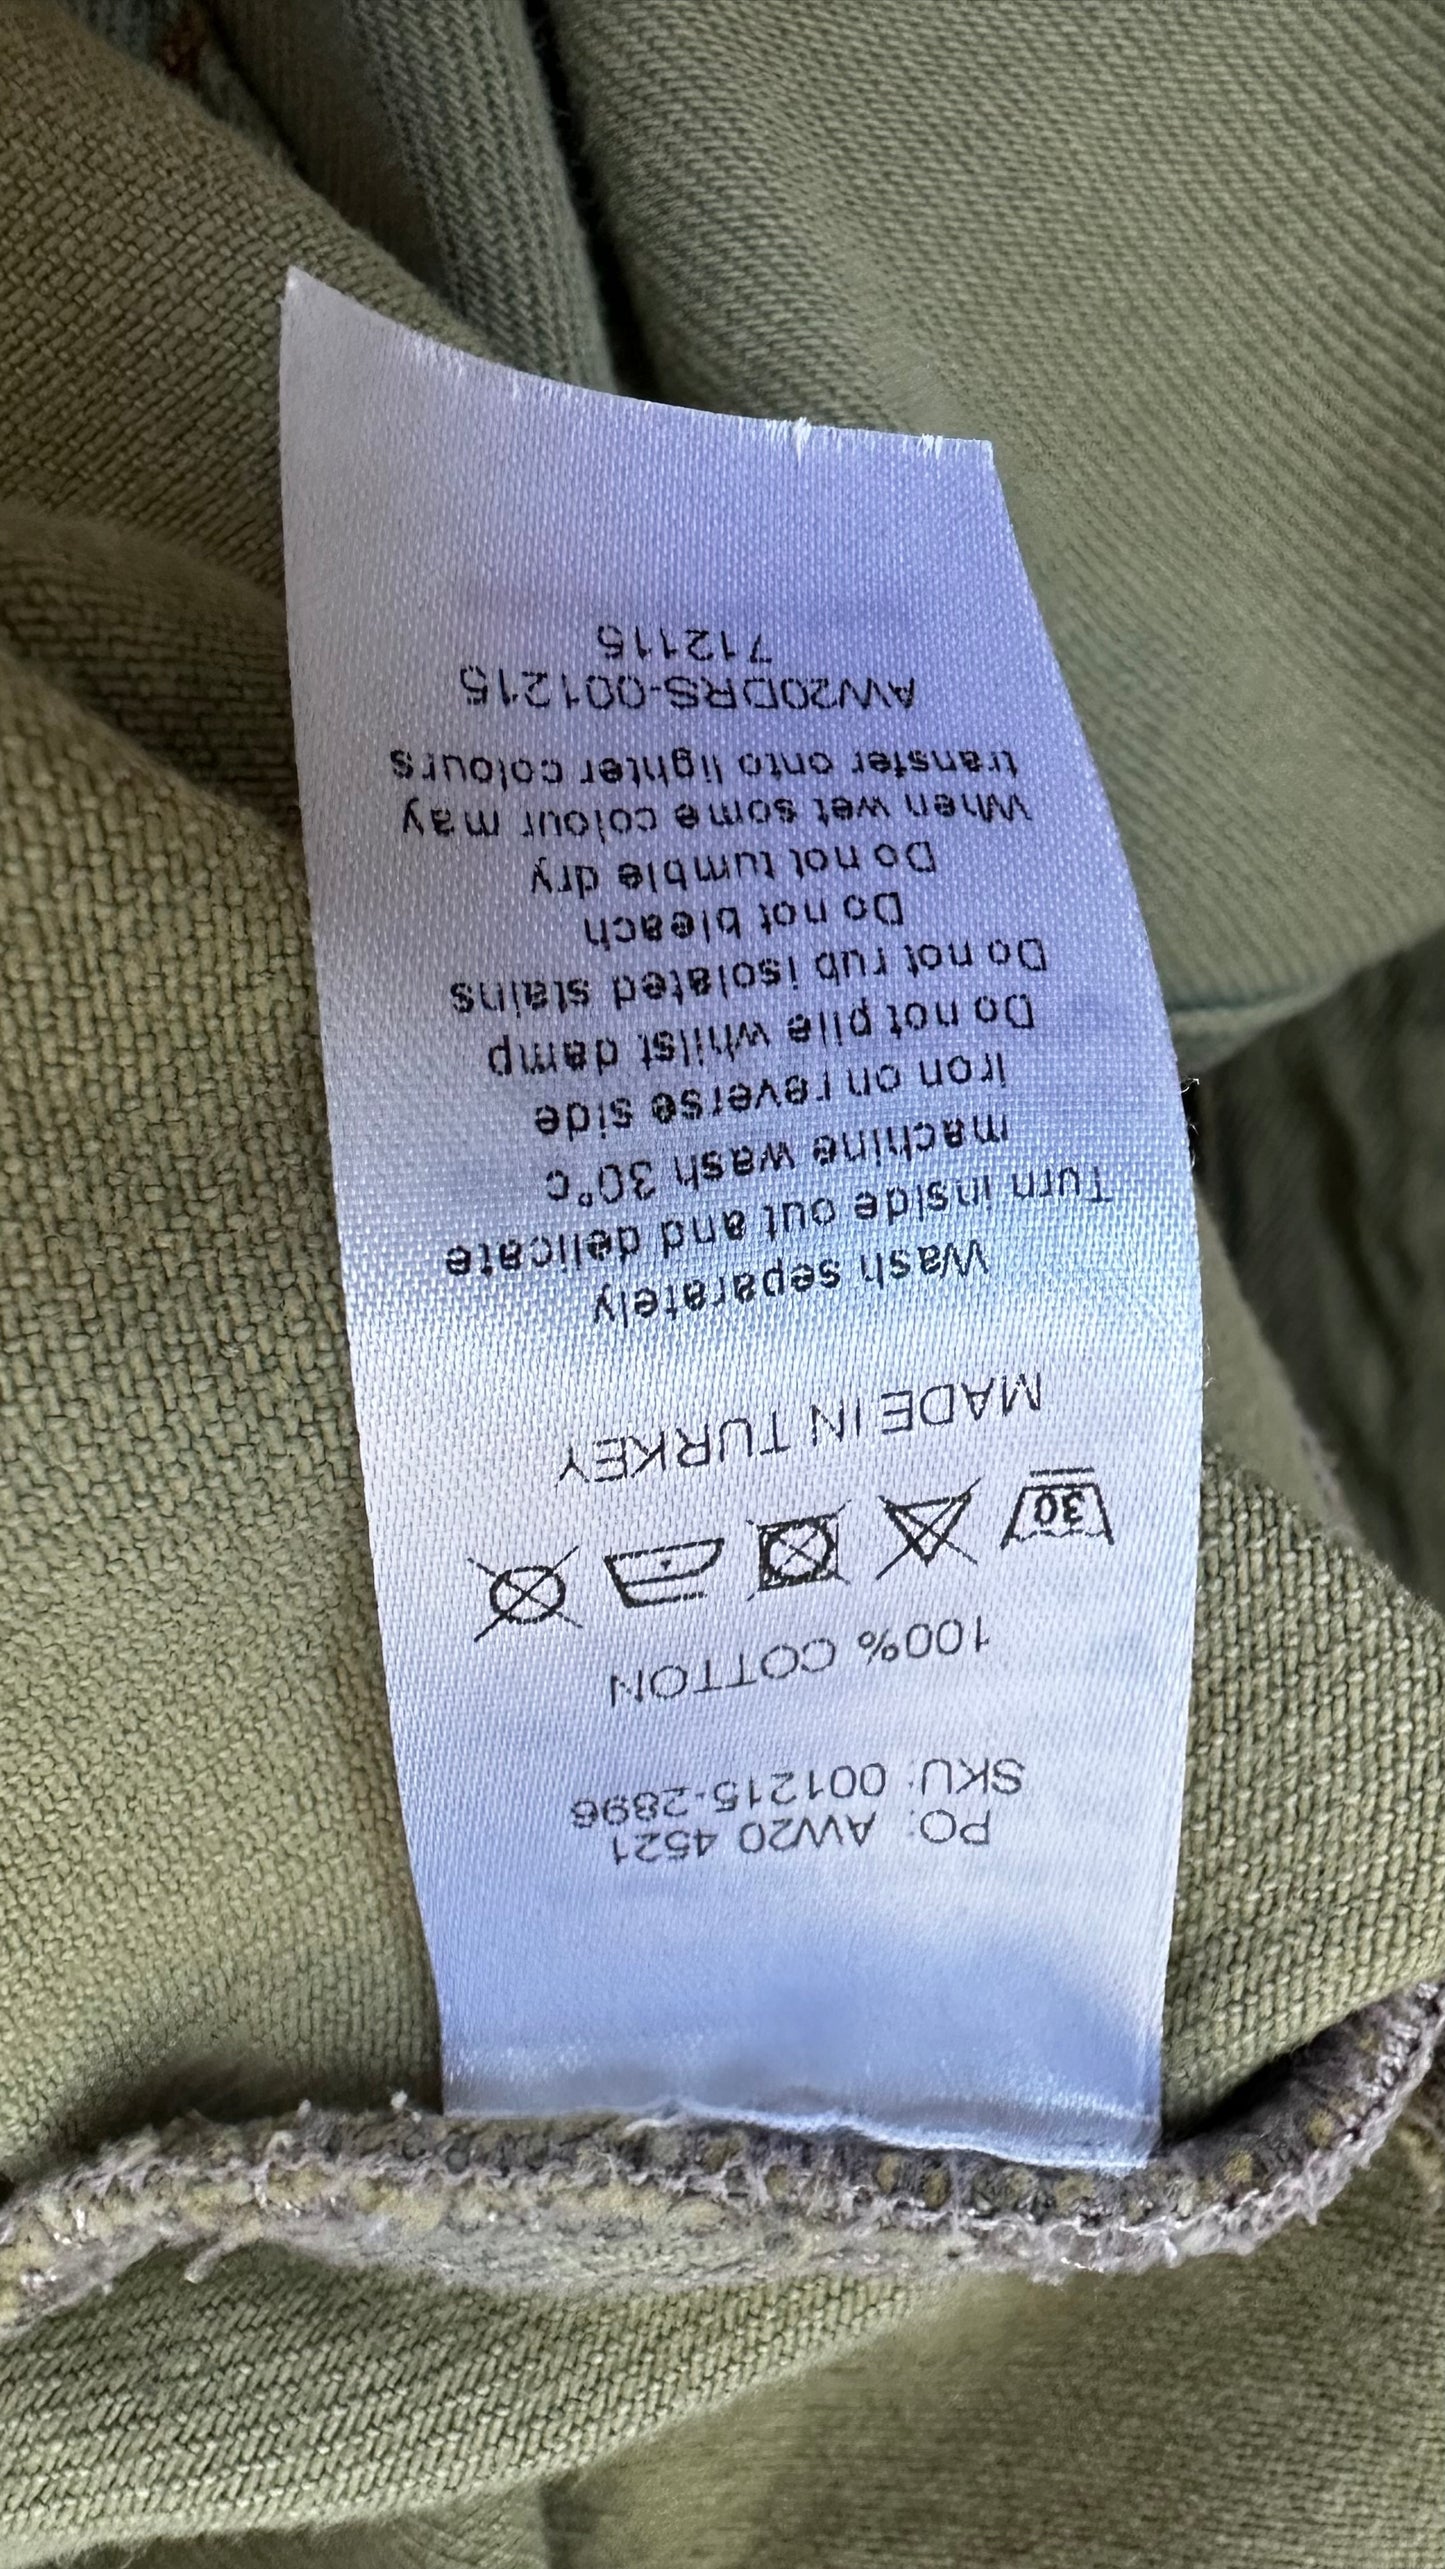 PO: AW20 4521
SKU: 001215-2896
100% COTTON
30
MADE IN TURKEY
Wash separately
Turn inside out and delicate
machine wash 30°c
iron on reverse side
Do not pile whilst damp
Do not rub isolated stains
Do not bleach
Do not tumble dry
When wet some colour may
transfer onto lighter colours
AW20DRS-001215
712115